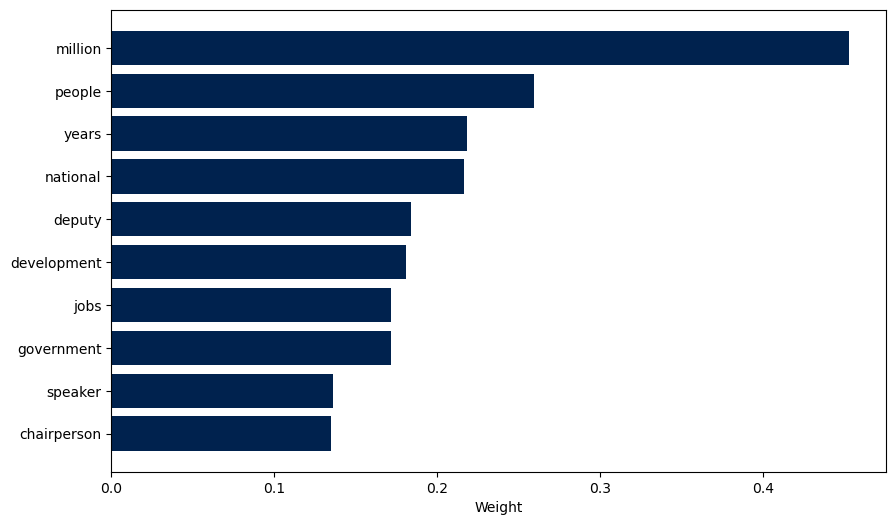 million
people
years
national
deputy
development
jobs
government
speaker
chairperson
0.0 0.1 0.2 0.3 0.4
Weight